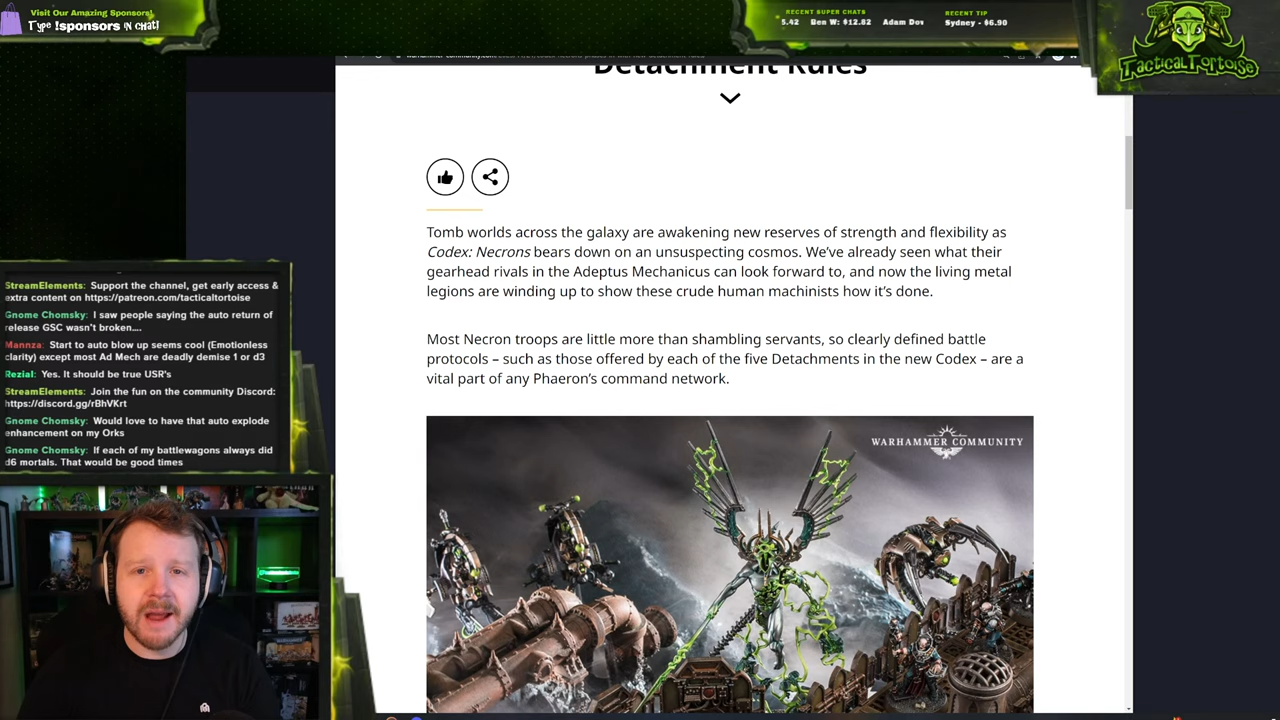 Visit Our Amazing Sponsors!
Type !sponsors in chat!
RECENT SUPER CHATS
5.42 Ben W: $12.82 Adam Dov
RECENT TIP
Sydney - $6.90
TacticalTortoise
Detachment Rules
Tomb worlds across the galaxy are awakening new reserves of strength and flexibility as
Codex: Necrons bears down on an unsuspecting cosmos. We’ve already seen what their
gearhead rivals in the Adeptus Mechanicus can look forward to, and now the living metal
legions are winding up to show these crude human machinists how it’s done.
Most Necron troops are little more than shambling servants, so clearly defined battle
protocols – such as those offered by each of the five Detachments in the new Codex – are a
vital part of any Phaeron’s command network.
WARHAMMER COMMUNITY
StreamElements: Support the channel, get early access &
extra content on https://patreon.com/tacticaltortoise
Gnome Chomsky: I saw people saying the auto return of
release GSC wasn't broken....
Mannza: Start to auto blow up seems cool (Emotionless
clarity) except most Ad Mech are deadly demise 1 or d3
Rezial: Yes. It should be true USR's
StreamElements: Join the fun on the community Discord:
https://discord.gg/rBhVKrt
Gnome Chomsky: Would love to have that auto explode
enhancement on my Orks
Gnome Chomsky: If each of my battlewagons always did
d6 mortals. That would be good times